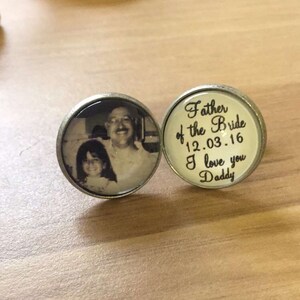 Father
of the Bride
12.03.16
I love you
Daddy